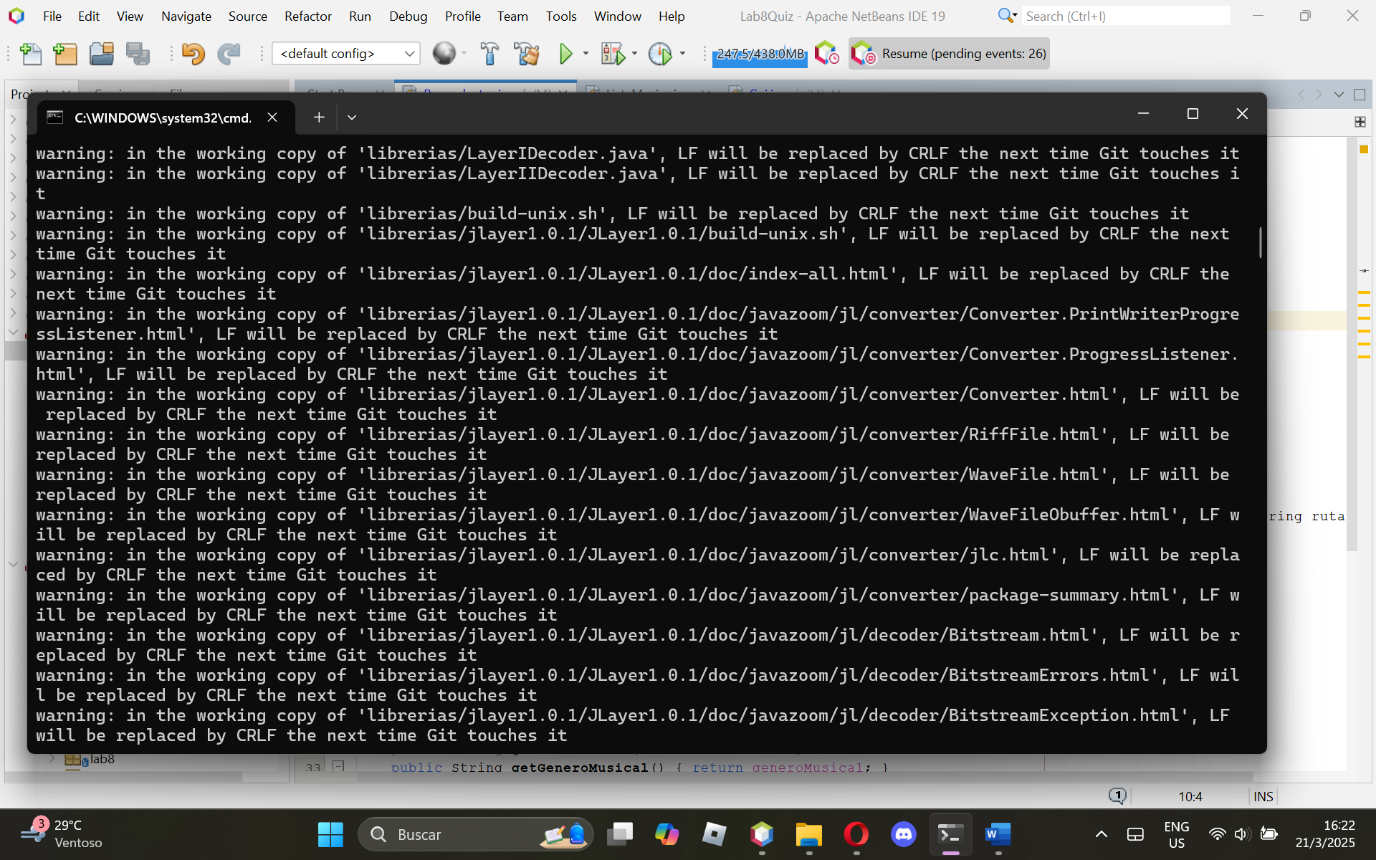 File Edit View Navigate Source Refactor Run Debug Profile Team Tools Window Help Lab8Quiz - Apache NetBeans IDE 19 Search (Ctrl+I)
<default config> 247.5/438.0MB Resume (pending events: 26)
C:\WINDOWS\system32\cmd.
warning: in the working copy of 'librerias/LayerIDecoder.java', LF will be replaced by CRLF the next time Git touches it
warning: in the working copy of 'librerias/LayerIIDecoder.java', LF will be replaced by CRLF the next time Git touches i
t
warning: in the working copy of 'librerias/build-unix.sh', LF will be replaced by CRLF the next time Git touches it
warning: in the working copy of 'librerias/jlayer1.0.1/JLayer1.0.1/build-unix.sh', LF will be replaced by CRLF the next
time Git touches it
warning: in the working copy of 'librerias/jlayer1.0.1/JLayer1.0.1/doc/index-all.html', LF will be replaced by CRLF the
next time Git touches it
warning: in the working copy of 'librerias/jlayer1.0.1/JLayer1.0.1/doc/javazoom/jl/converter/Converter.PrintWriterProgre
ssListener.html', LF will be replaced by CRLF the next time Git touches it
warning: in the working copy of 'librerias/jlayer1.0.1/JLayer1.0.1/doc/javazoom/jl/converter/Converter.ProgressListener.
html', LF will be replaced by CRLF the next time Git touches it
warning: in the working copy of 'librerias/jlayer1.0.1/JLayer1.0.1/doc/javazoom/jl/converter/Converter.html', LF will be
replaced by CRLF the next time Git touches it
warning: in the working copy of 'librerias/jlayer1.0.1/JLayer1.0.1/doc/javazoom/jl/converter/RiffFile.html', LF will be
replaced by CRLF the next time Git touches it
warning: in the working copy of 'librerias/jlayer1.0.1/JLayer1.0.1/doc/javazoom/jl/converter/WaveFile.html', LF will be
replaced by CRLF the next time Git touches it
warning: in the working copy of 'librerias/jlayer1.0.1/JLayer1.0.1/doc/javazoom/jl/converter/WaveFileObuffer.html', LF w
ill be replaced by CRLF the next time Git touches it
warning: in the working copy of 'librerias/jlayer1.0.1/JLayer1.0.1/doc/javazoom/jl/converter/jlc.html', LF will be repla
ced by CRLF the next time Git touches it
warning: in the working copy of 'librerias/jlayer1.0.1/JLayer1.0.1/doc/javazoom/jl/converter/package-summary.html', LF w
ill be replaced by CRLF the next time Git touches it
warning: in the working copy of 'librerias/jlayer1.0.1/JLayer1.0.1/doc/javazoom/jl/decoder/Bitstream.html', LF will be r
eplaced by CRLF the next time Git touches it
warning: in the working copy of 'librerias/jlayer1.0.1/JLayer1.0.1/doc/javazoom/jl/decoder/BitstreamErrors.html', LF wil
l be replaced by CRLF the next time Git touches it
warning: in the working copy of 'librerias/jlayer1.0.1/JLayer1.0.1/doc/javazoom/jl/decoder/BitstreamException.html', LF
will be replaced by CRLF the next time Git touches it
ring ruta
lab8
33 public String getGeneroMusical() { return generoMusical; }
1 10:4 INS
3 29°C
Ventoso
Buscar
ENG
US
16:22
21/3/2025